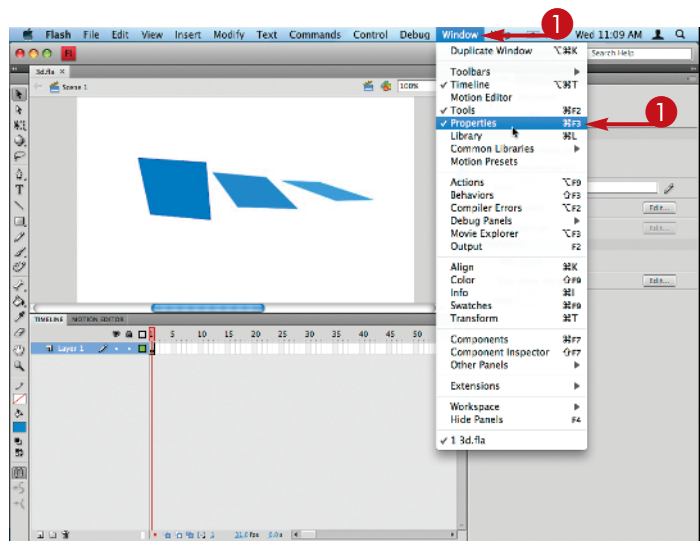 Flash File Edit View Insert Modify Text Commands Control Debug Window Wed 11:09 AM
1
FL
Search Help
3d.fla ×
Scene 1
100%
Duplicate Window ⌥⌘K
Toolbars
✓ Timeline ⌥⌘T
Motion Editor
✓ Tools ⌘F2
✓ Properties ⌘F3
1
Library ⌘L
Common Libraries
Motion Presets
Actions ⌥F9
Behaviors ⇧F3
Compiler Errors ⌥F2
Debug Panels
Movie Explorer ⌥F3
Output F2
Align ⌘K
Color ⇧F9
Info ⌘I
Swatches ⌘F9
Transform ⌘T
Components ⌘F7
Component Inspector ⇧F7
Other Panels
Extensions
Workspace
Hide Panels F4
✓ 1 3d.fla
Edit...
Edit...
Edit...
TIMELINE MOTION EDITOR
1 5 10 15 20 25 30 35 40 45 50
Layer 1